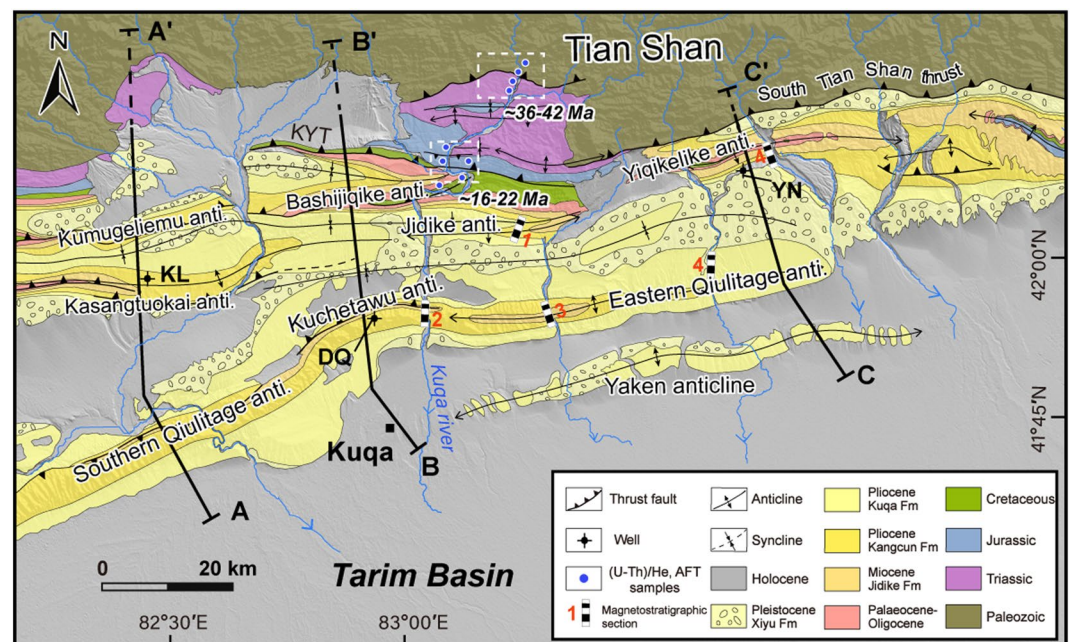 N
A'
B'
Tian Shan
C'
South Tian Shan thrust
~36-42 Ma
KYT
Yiqikelike anti.
4
YN
Bashijiqike anti.
~16-22 Ma
Kumugeliemu anti.
Jidike anti.
1
KL
4
42°00'N
Kasangtuokai anti.
Kuchetawu anti.
Eastern Qiulitage anti.
2
3
DQ
Yaken anticline
C
Kuqa river
41°45'N
Southern Qiulitage anti.
Kuqa
B
A
0 20 km
Tarim Basin
Thrust fault
Anticline
Pliocene
Kuqa Fm
Cretaceous
Well
Syncline
Pliocene
Kangcun Fm
Jurassic
(U-Th)/He, AFT
samples
Holocene
Miocene
Jidike Fm
Triassic
1 Magnetostratigraphic
section
Pleistocene
Xiyu Fm
Palaeocene-
Oligocene
Paleozoic
82°30'E
83°00'E